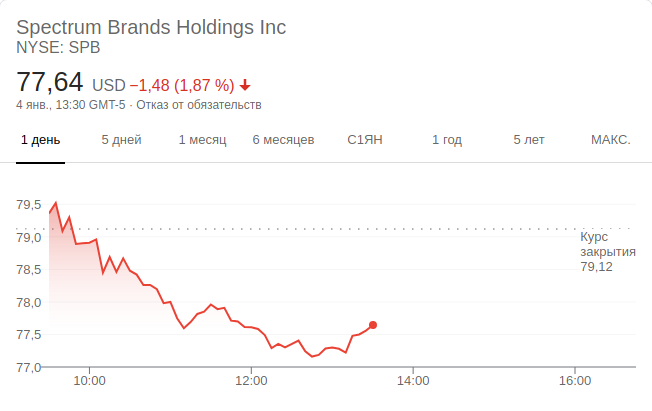 Spectrum Brands Holdings Inc
NYSE: SPB
77,64 USD −1,48 (1,87 %)
4 янв., 13:30 GMT-5 · Отказ от обязательств
1 день 5 дней 1 месяц 6 месяцев С1ЯН 1 год 5 лет МАКС.
79,5
79,0
Курс
закрытия
79,12
78,5
78,0
77,5
77,0
10:00 12:00 14:00 16:00